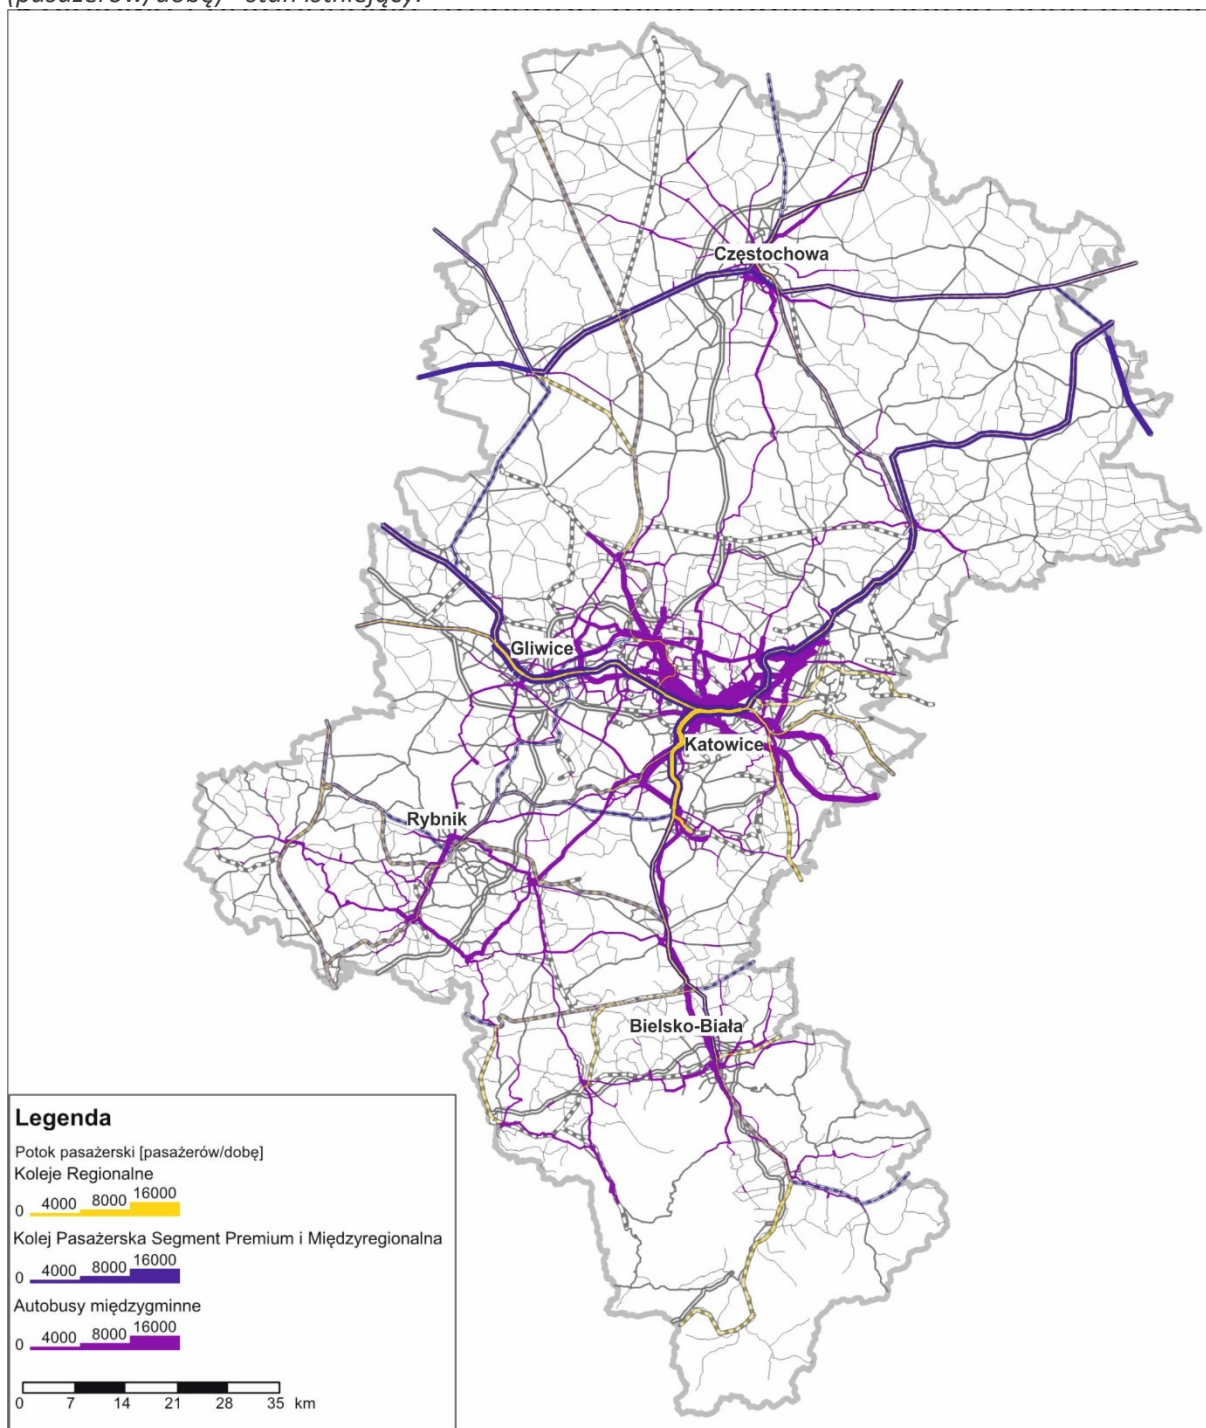 (pasażerów/dobę) - stan istniejący.
Częstochowa
Gliwice
Katowice
Rybnik
Bielsko-Biała
Legenda
Potok pasażerski [pasażerów/dobę]
Koleje Regionalne
0 4000 8000 16000
Kolej Pasażerska Segment Premium i Międzyregionalna
0 4000 8000 16000
Autobusy międzygminne
0 4000 8000 16000
0 7 14 21 28 35 km